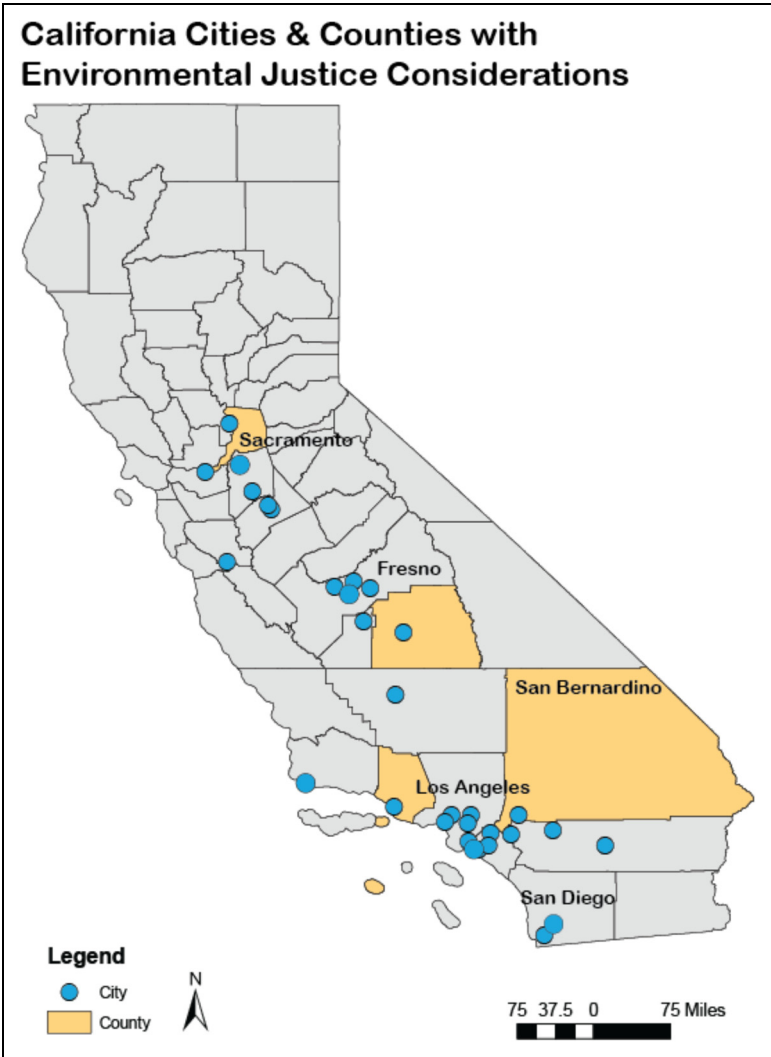 California Cities & Counties with
Environmental Justice Considerations
Sacramento
Fresno
San Bernardino
Los Angeles
San Diego
Legend
City
County
N
75 37.5 0 75 Miles